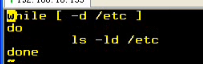 while [ -d /etc ]
do
        ls -ld /etc
done